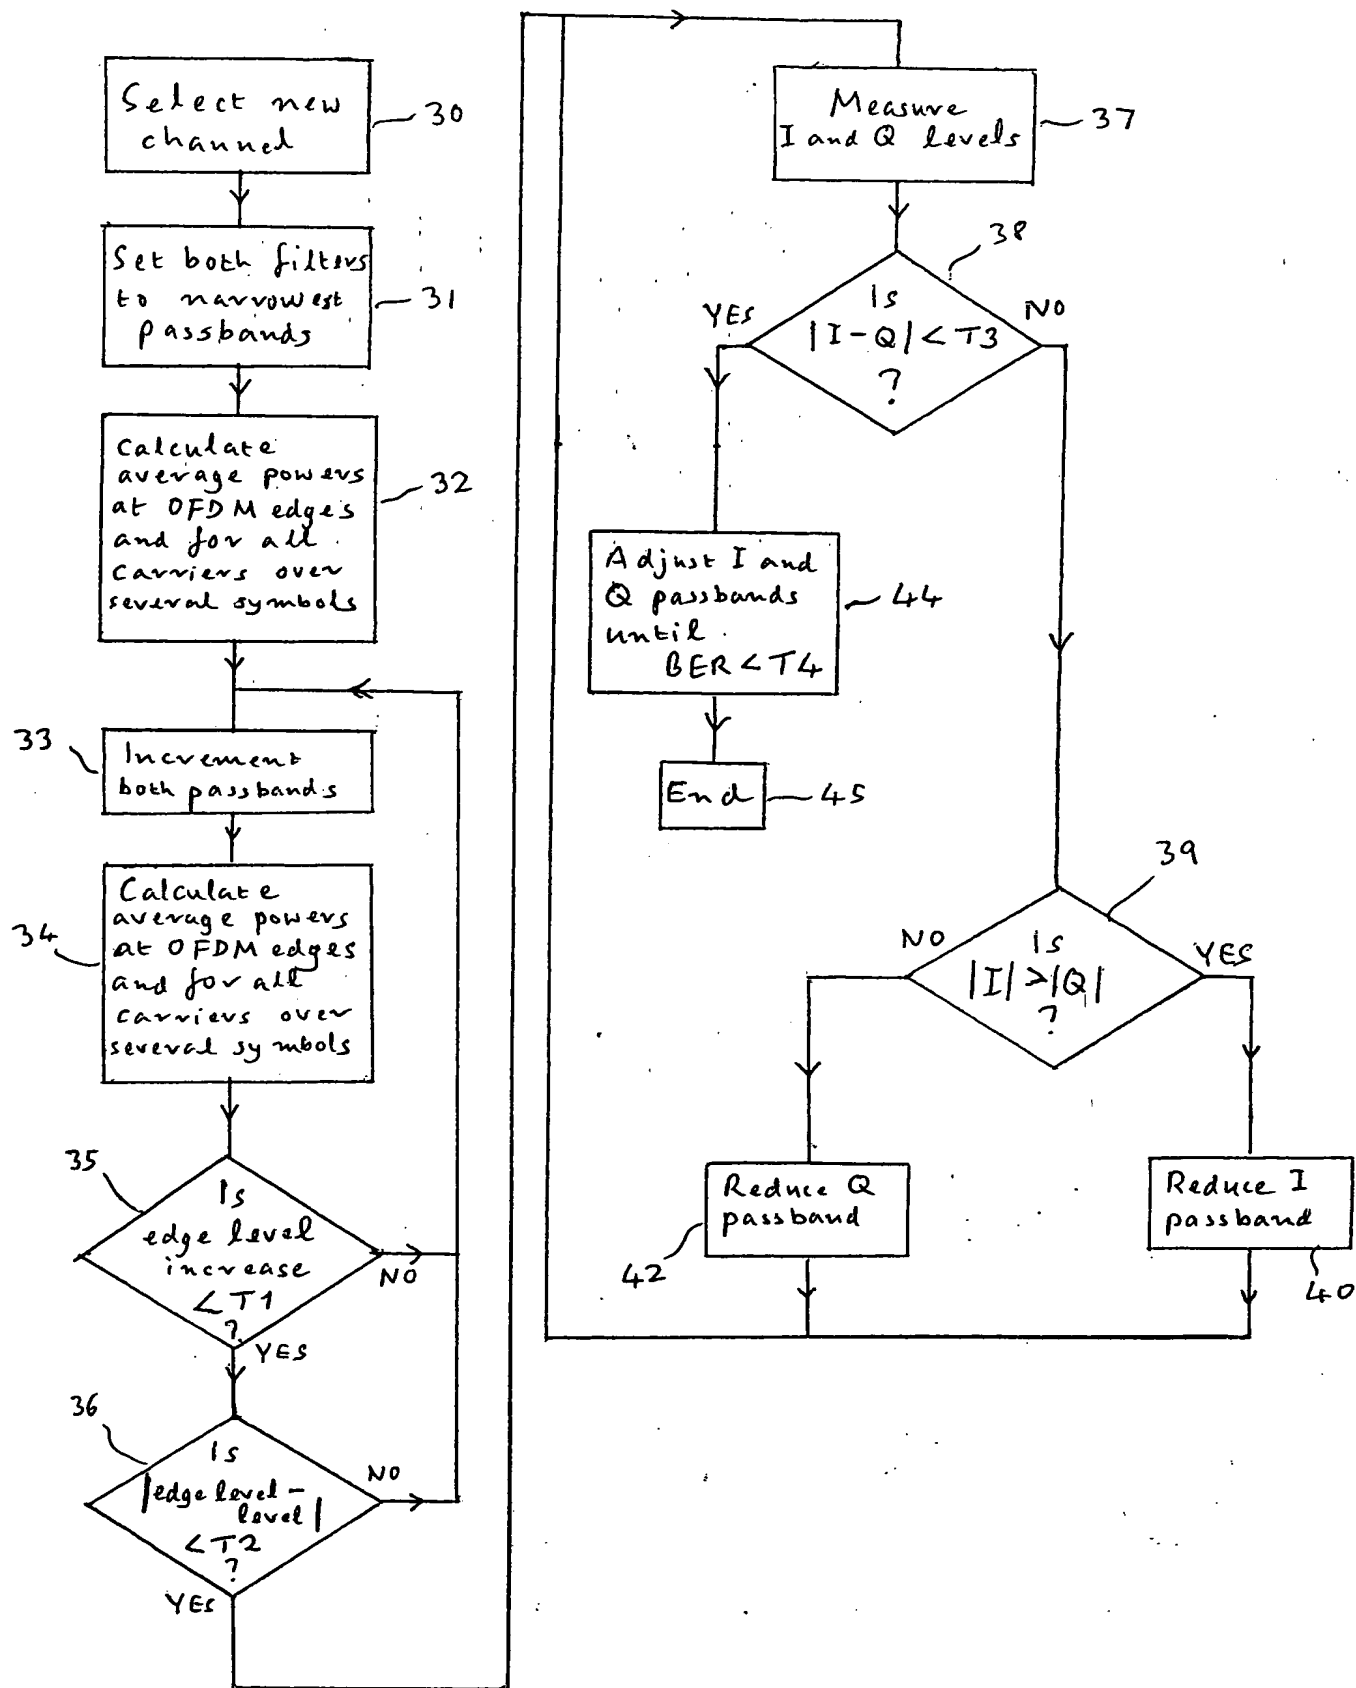 Select new
channel
30
Set both filters
to narrowest
passbands
31
Calculate
average powers
at OFDM edges
and for all
carriers over
several symbols
32
33
Increment
both passbands
34
Calculate
average powers
at OFDM edges
and for all
carriers over
several symbols
35
Is
edge level
increase
< T1
?
NO
YES
36
Is
|edge level -
level|
< T2
?
NO
YES
Measure
I and Q levels
37
38
Is
|I-Q| < T3
?
YES
NO
Adjust I and
Q passbands
until
BER < T4
44
End
45
39
Is
|I| > |Q|
?
NO
YES
Reduce Q
passband
42
Reduce I
passband
40